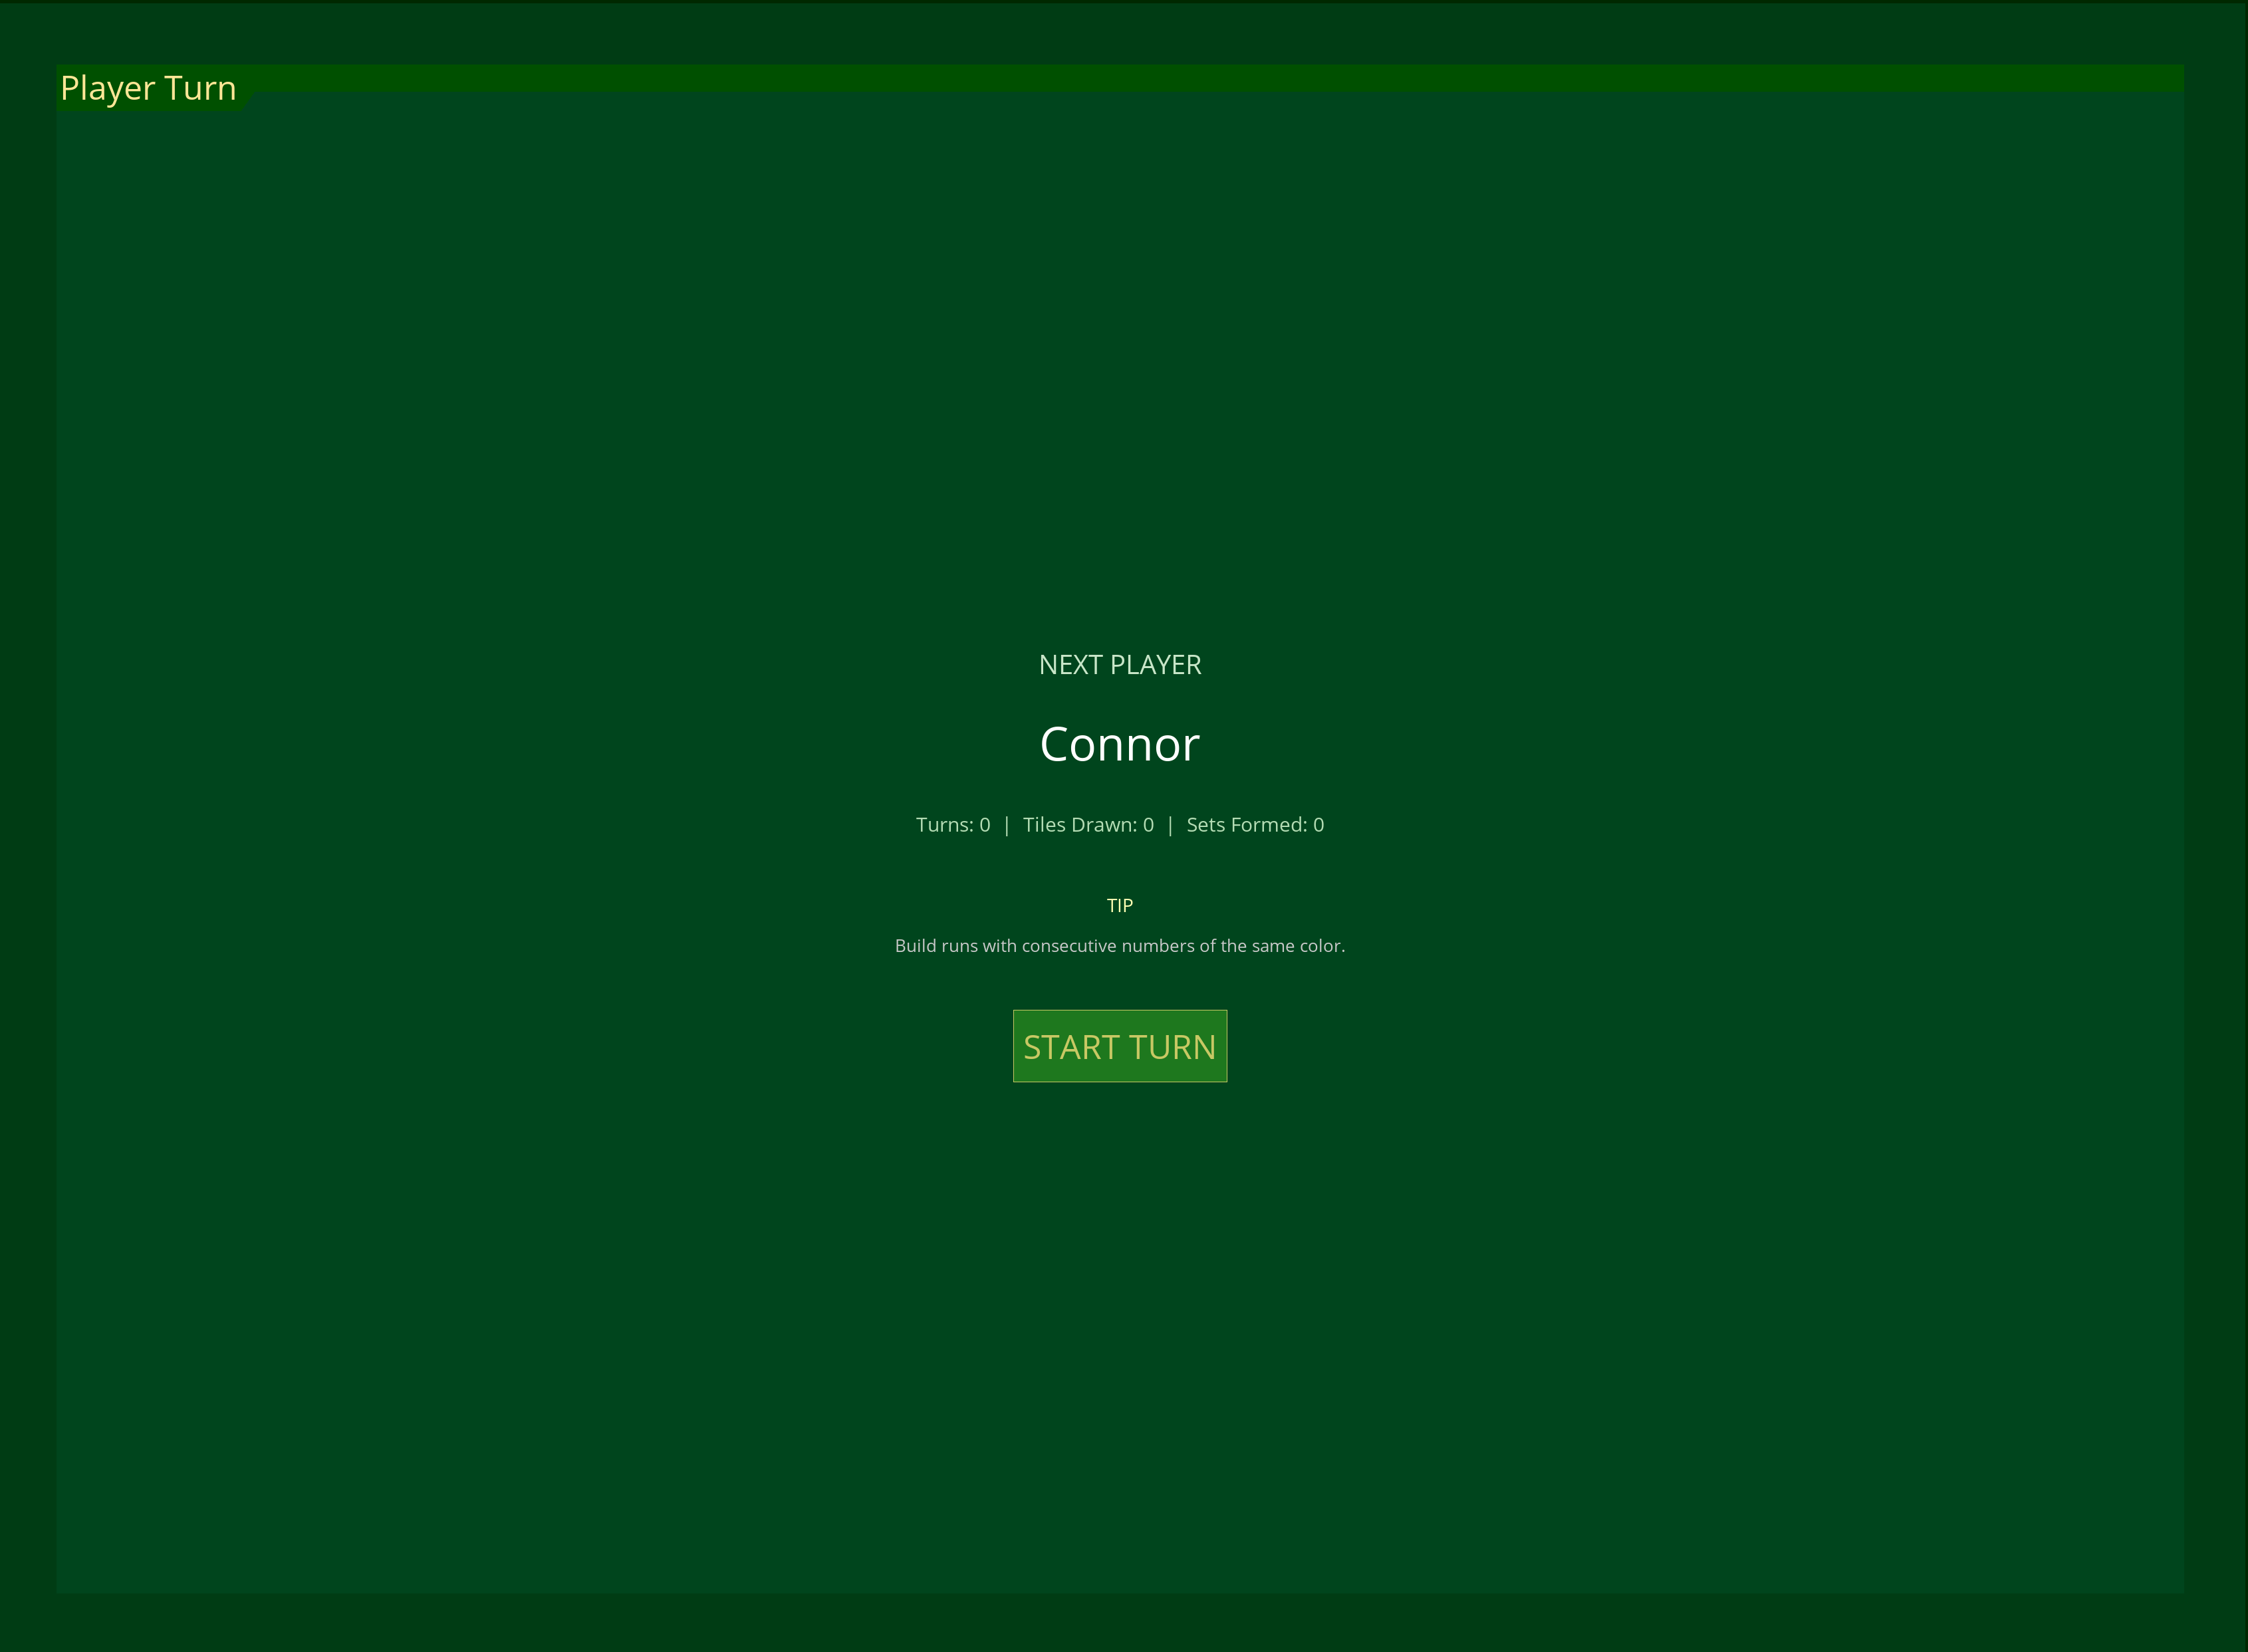 Player Turn
NEXT PLAYER
Connor
Turns: 0 | Tiles Drawn: 0 | Sets Formed: 0
TIP
Build runs with consecutive numbers of the same color.
START TURN